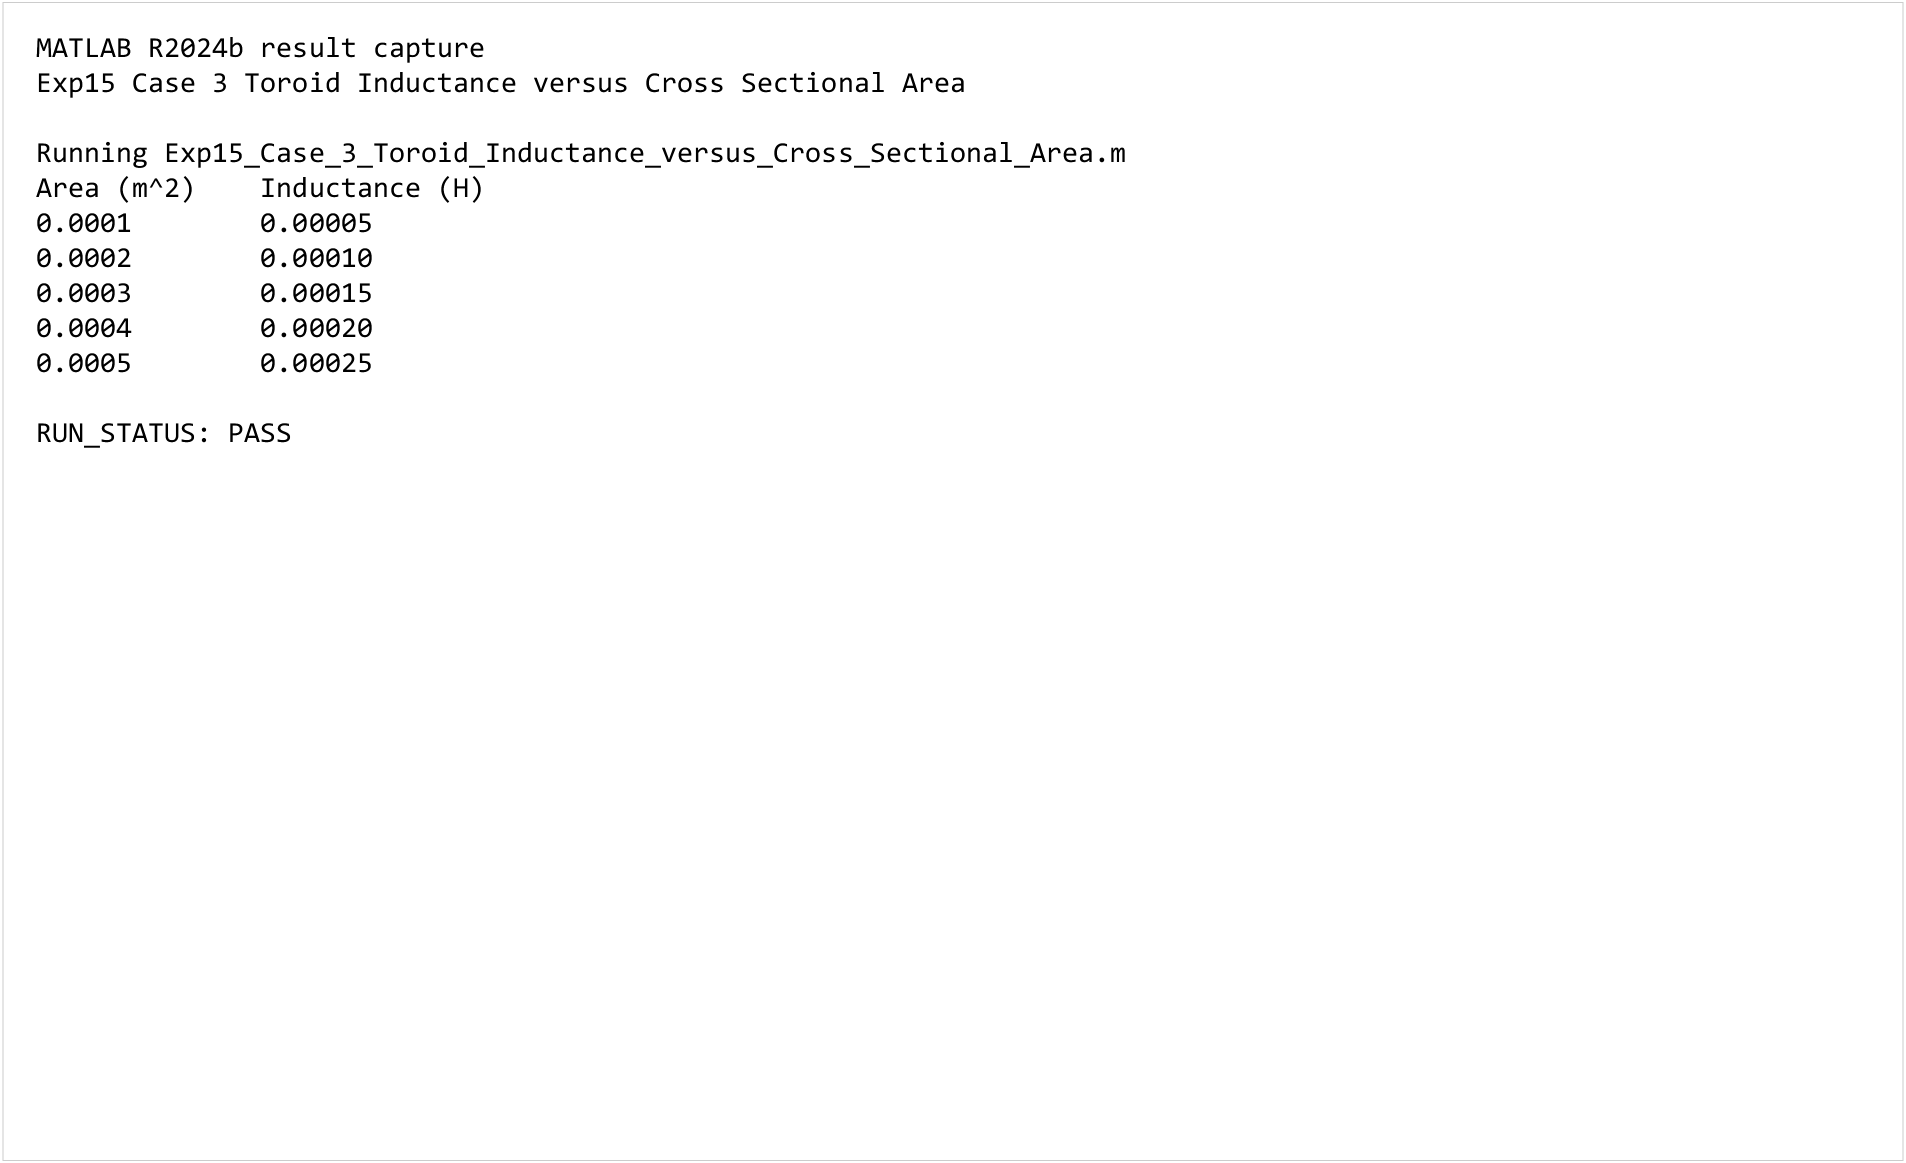 MATLAB R2024b result capture
Exp15 Case 3 Toroid Inductance versus Cross Sectional Area
Running Exp15_Case_3_Toroid_Inductance_versus_Cross_Sectional_Area.m
Area (m^2)    Inductance (H)
0.0001        0.00005
0.0002        0.00010
0.0003        0.00015
0.0004        0.00020
0.0005        0.00025
RUN_STATUS: PASS